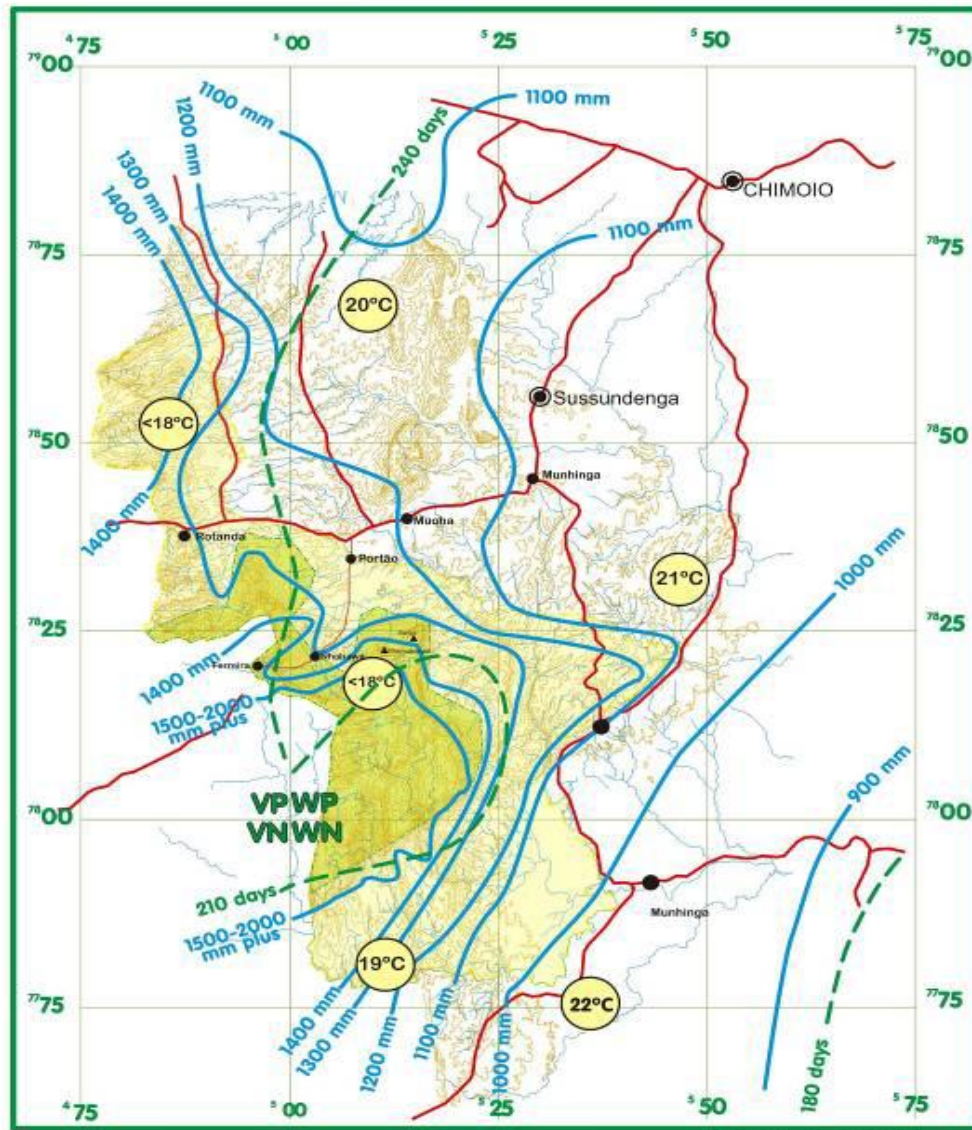 ⁴75
⁵00
⁵25
⁵50
⁵75
⁷⁹00
⁷⁹00
1100 mm
1100 mm
1200 mm
1300 mm
1400 mm
240 days
CHIMOIO
⁷⁸75
⁷⁸75
1100 mm
20ºC
Sussundenga
<18ºC
⁷⁸50
⁷⁸50
Munhinga
Muoha
1400 mm
Rotanda
Portão
21ºC
1000 mm
⁷⁸25
⁷⁸25
1400 mm
<18ºC
1500-2000
mm plus
900 mm
⁷⁸00
⁷⁸00
VPWP
VNWN
210 days
Munhinga
1500-2000
mm plus
19ºC
22ºC
⁷⁷75
⁷⁷75
1400 mm
1300 mm
1200 mm
1100 mm
1000 mm
180 days
⁴75
⁵00
⁵25
⁵50
⁵75